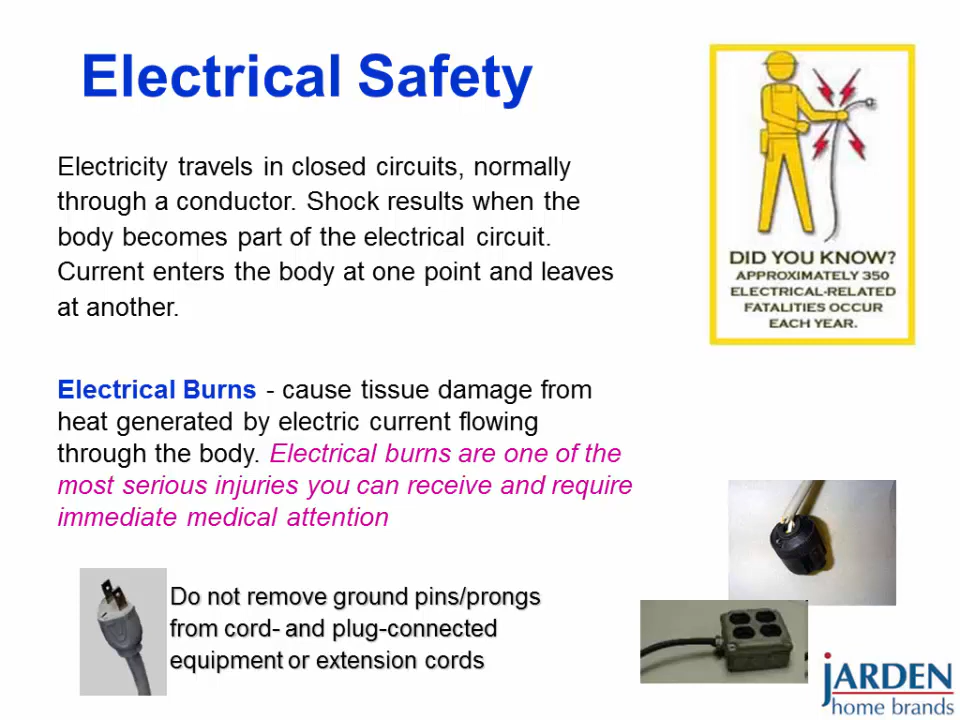 Electrical Safety
Electricity travels in closed circuits, normally
through a conductor. Shock results when the
body becomes part of the electrical circuit.
Current enters the body at one point and leaves
at another.
DID YOU KNOW?
APPROXIMATELY 350
ELECTRICAL-RELATED
FATALITIES OCCUR
EACH YEAR.
Electrical Burns - cause tissue damage from
heat generated by electric current flowing
through the body. Electrical burns are one of the
most serious injuries you can receive and require
immediate medical attention
Do not remove ground pins/prongs
from cord- and plug-connected
equipment or extension cords
JARDEN
home brands